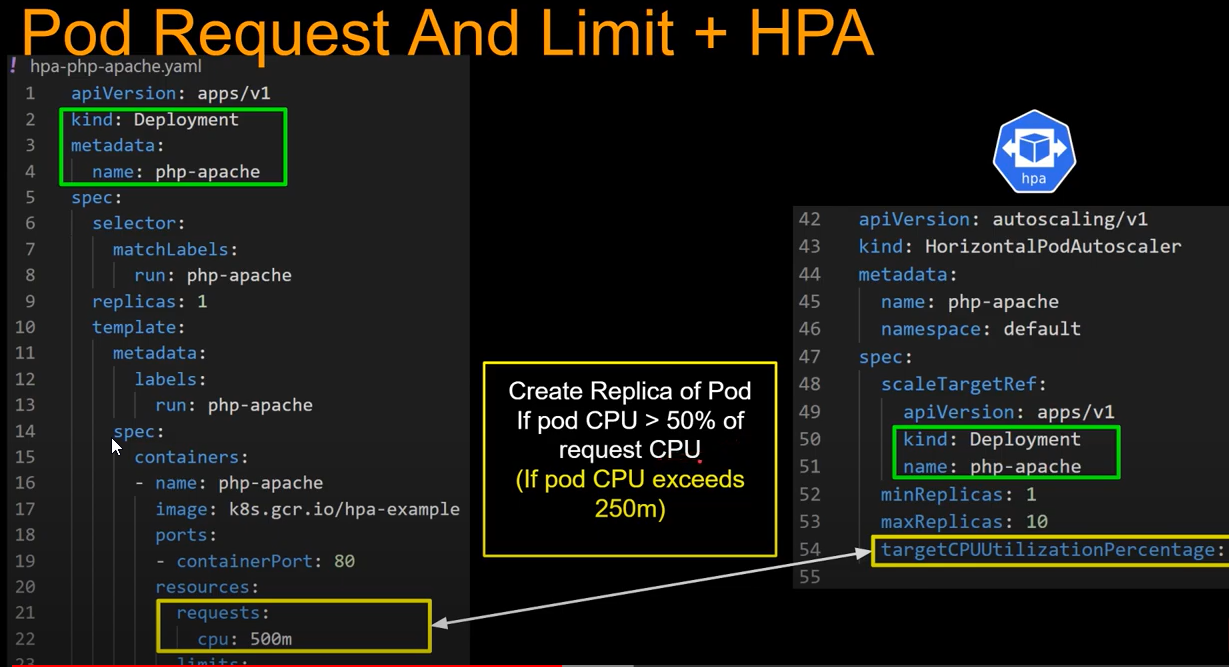 Pod Request And Limit + HPA
! hpa-php-apache.yaml
1 apiVersion: apps/v1
2 kind: Deployment
3 metadata:
4 name: php-apache
5 spec:
6 selector:
7 matchLabels:
8 run: php-apache
9 replicas: 1
10 template:
11 metadata:
12 labels:
13 run: php-apache
14 spec:
15 containers:
16 - name: php-apache
17 image: k8s.gcr.io/hpa-example
18 ports:
19 - containerPort: 80
20 resources:
21 requests:
22 cpu: 500m
23 limits:
Create Replica of Pod
If pod CPU > 50% of
request CPU
(If pod CPU exceeds
250m)
hpa
42 apiVersion: autoscaling/v1
43 kind: HorizontalPodAutoscaler
44 metadata:
45 name: php-apache
46 namespace: default
47 spec:
48 scaleTargetRef:
49 apiVersion: apps/v1
50 kind: Deployment
51 name: php-apache
52 minReplicas: 1
53 maxReplicas: 10
54 targetCPUUtilizationPercentage:
55